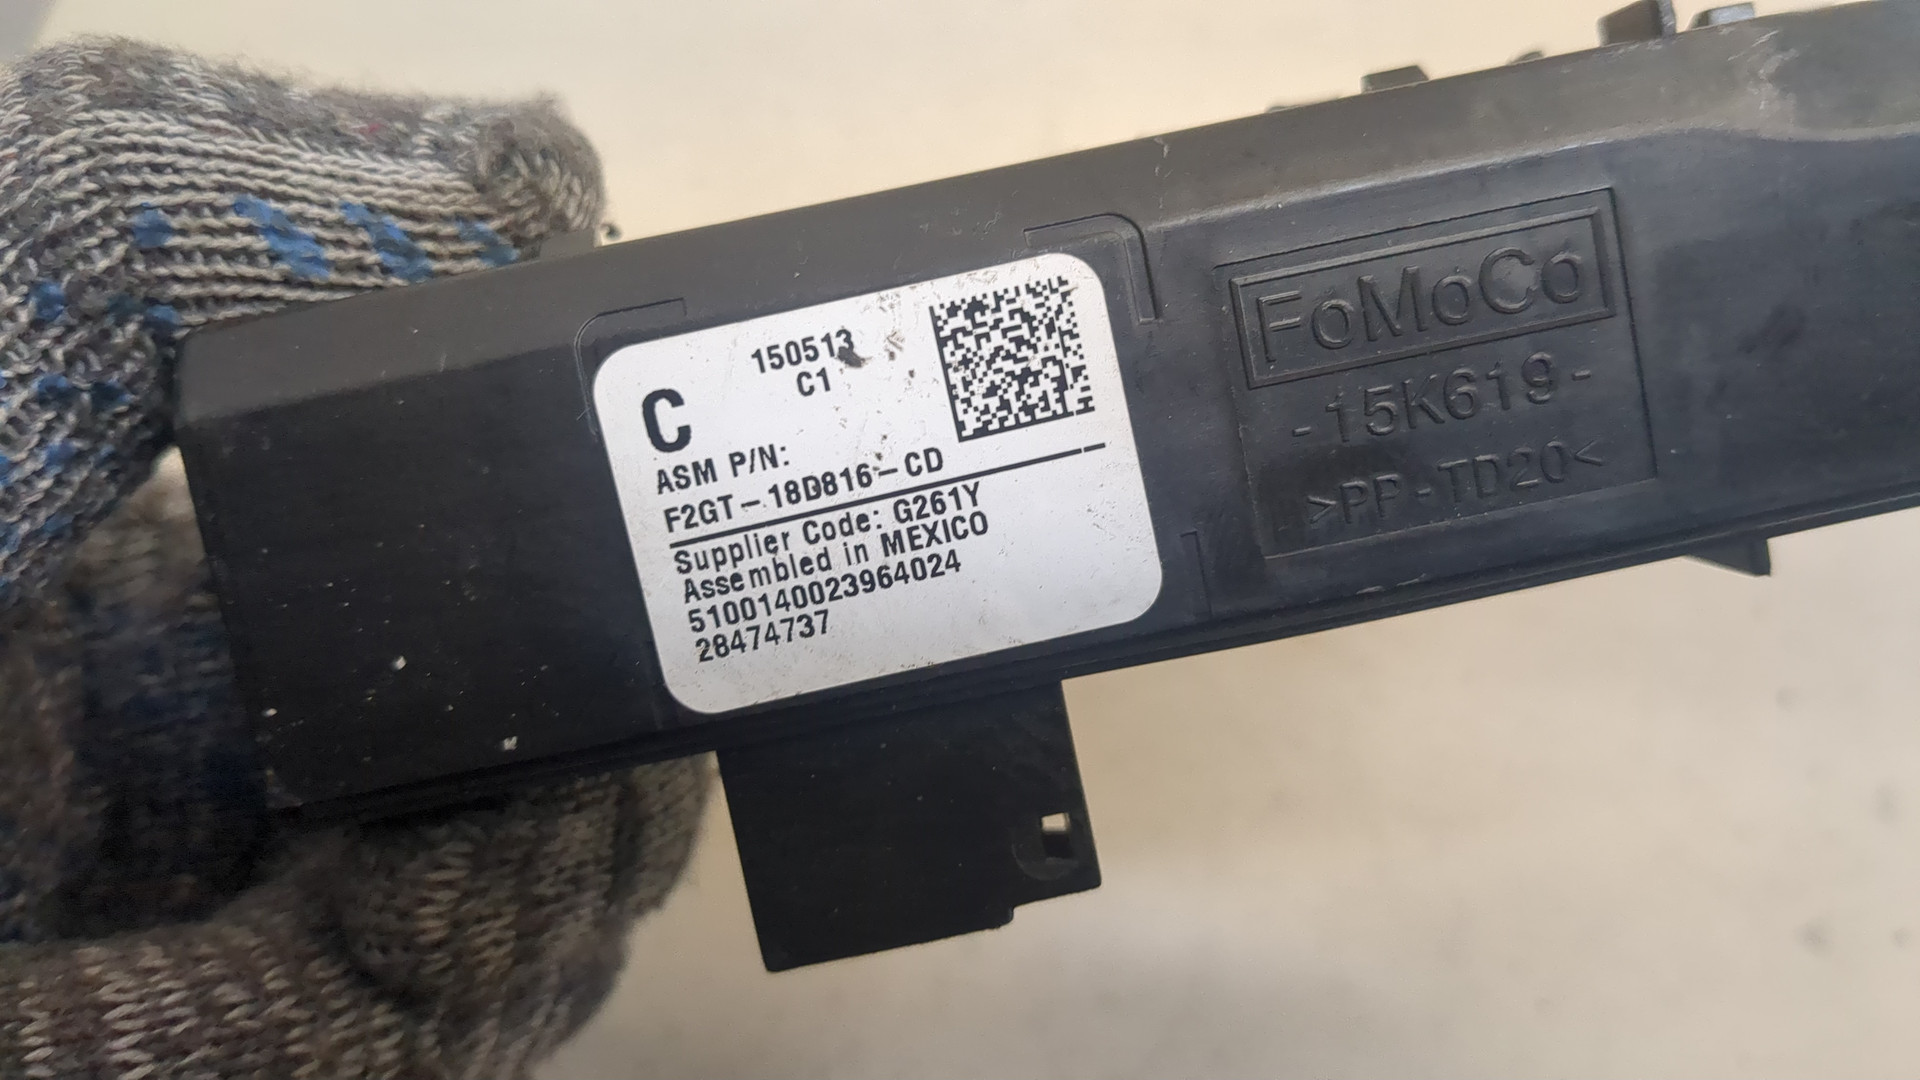 150513
C1
C
ASM P/N:
F2GT-18D816-CD
Supplier Code: G261Y
Assembled in MEXICO
5100140023964024
28474737
FoMoCo
-15K619-
>PP-TD20<